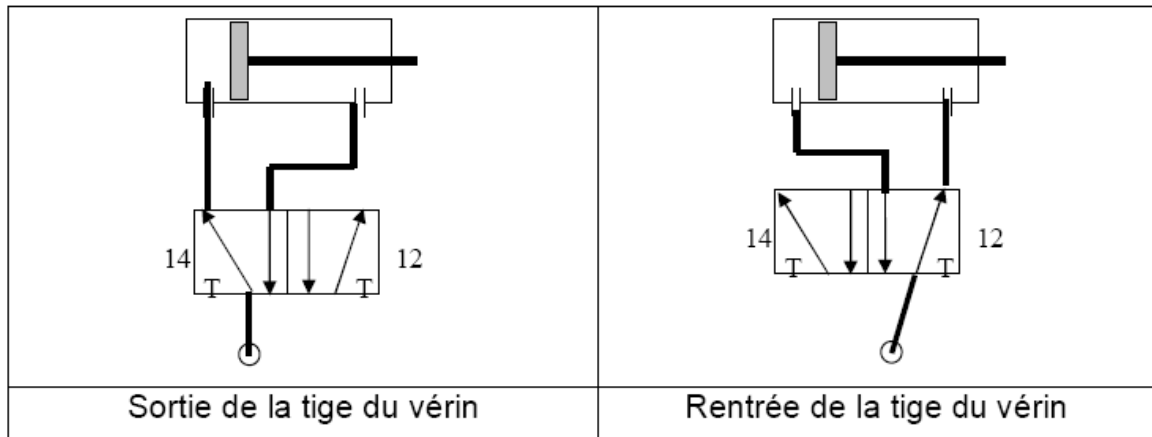 14 T T 12
14 T T 12
Sortie de la tige du vérin
Rentrée de la tige du vérin